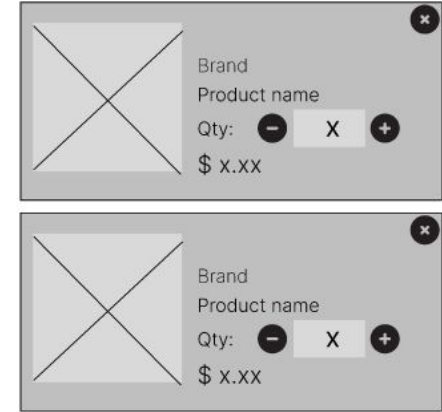 Brand
Product name
Qty: − X +
$ x.xx
Brand
Product name
Qty: − X +
$ x.xx